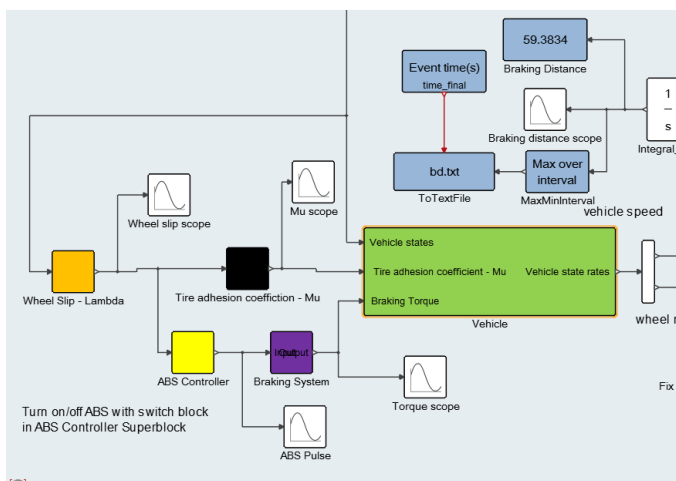 59.3834
Braking Distance
Event time(s)
time_final
1
s
Braking distance scope
bd.txt
ToTextFile
Max over
interval
MaxMinInterval
vehicle speed
Wheel slip scope
Mu scope
Vehicle states
Tire adhesion coefficient - Mu
Vehicle state rates
Braking Torque
Vehicle
Wheel Slip - Lambda
Tire adhesion coeffiction - Mu
ABS Controller
Input
Output
Braking System
Torque scope
ABS Pulse
Turn on/off ABS with switch block
in ABS Controller Superblock
Integral_
wheel
Fix